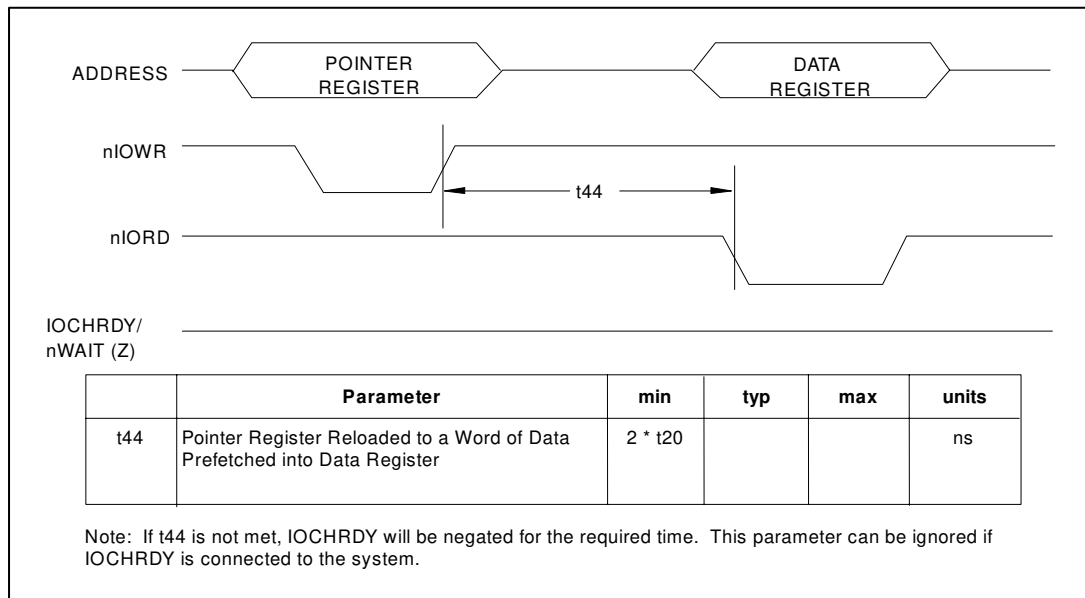 ADDRESS
POINTER
REGISTER
DATA
REGISTER
nIOWR
t44
nIORD
IOCHRDY/
nWAIT (Z)
Parameter min typ max units
t44 Pointer Register Reloaded to a Word of Data 2 * t20 ns
Prefetched into Data Register
Note: If t44 is not met, IOCHRDY will be negated for the required time. This parameter can be ignored if
IOCHRDY is connected to the system.